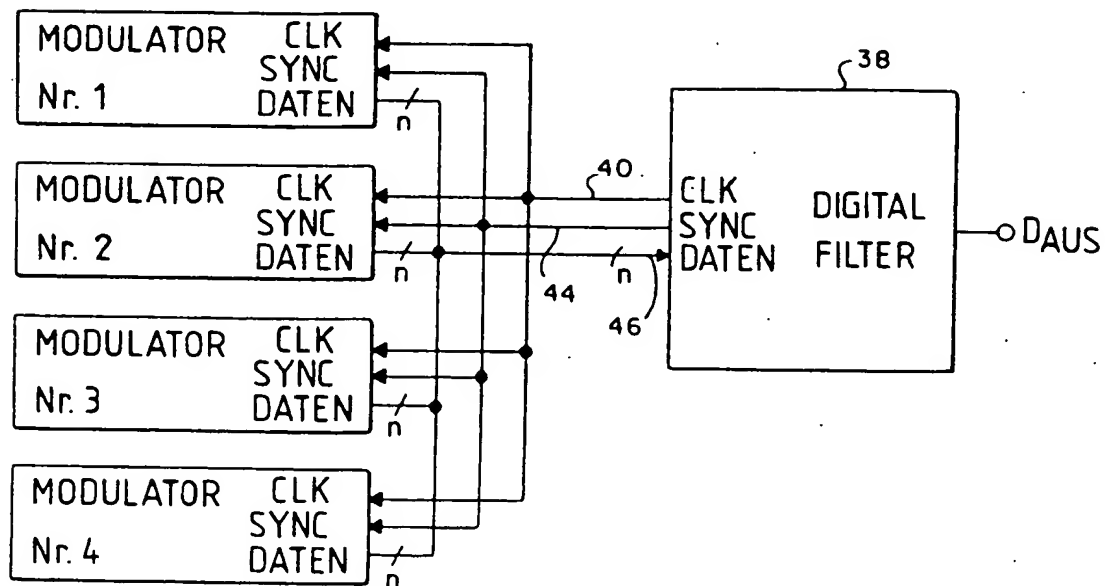 MODULATOR CLK
SYNC
Nr. 1 DATEN
n
MODULATOR CLK
SYNC
Nr. 2 DATEN
n
MODULATOR CLK
SYNC
Nr. 3 DATEN
n
MODULATOR CLK
SYNC
Nr. 4 DATEN
n
40
44
n
46
38
CLK
SYNC
DATEN
DIGITAL
FILTER
DAUS